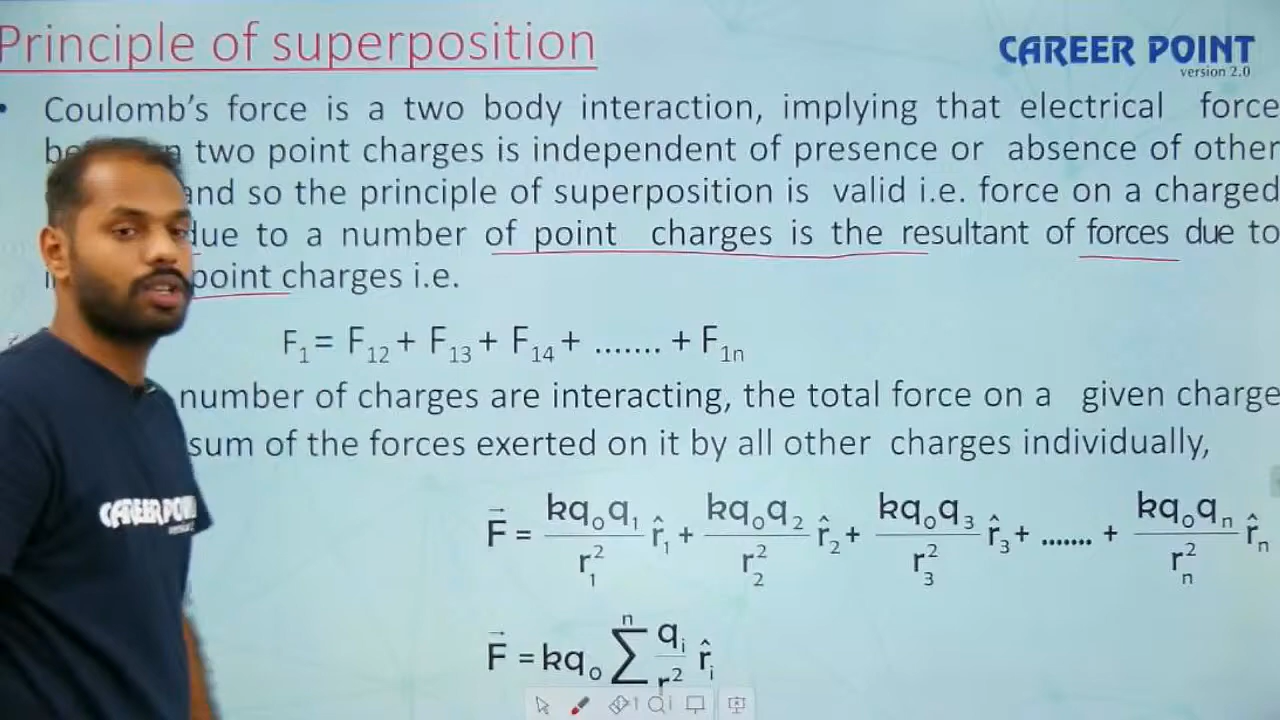 Principle of superposition
CAREER POINT
version 2.0
• Coulomb's force is a two body interaction, implying that electrical force
two point charges is independent of presence or absence of other
and so the principle of superposition is valid i.e. force on a charged
due to a number of point charges is the resultant of forces due to
point charges i.e.
F₁ = F₁₂ + F₁₃ + F₁₄ + ....... + F₁ₙ
number of charges are interacting, the total force on a given charge
sum of the forces exerted on it by all other charges individually,
F⃗ = kq₀q₁/r₁² r̂₁ + kq₀q₂/r₂² r̂₂ + kq₀q₃/r₃² r̂₃ + ....... + kq₀qₙ/rₙ² r̂ₙ
F⃗ = kq₀ ∑ⁿ qᵢ/r² r̂ᵢ
CAREER POINT